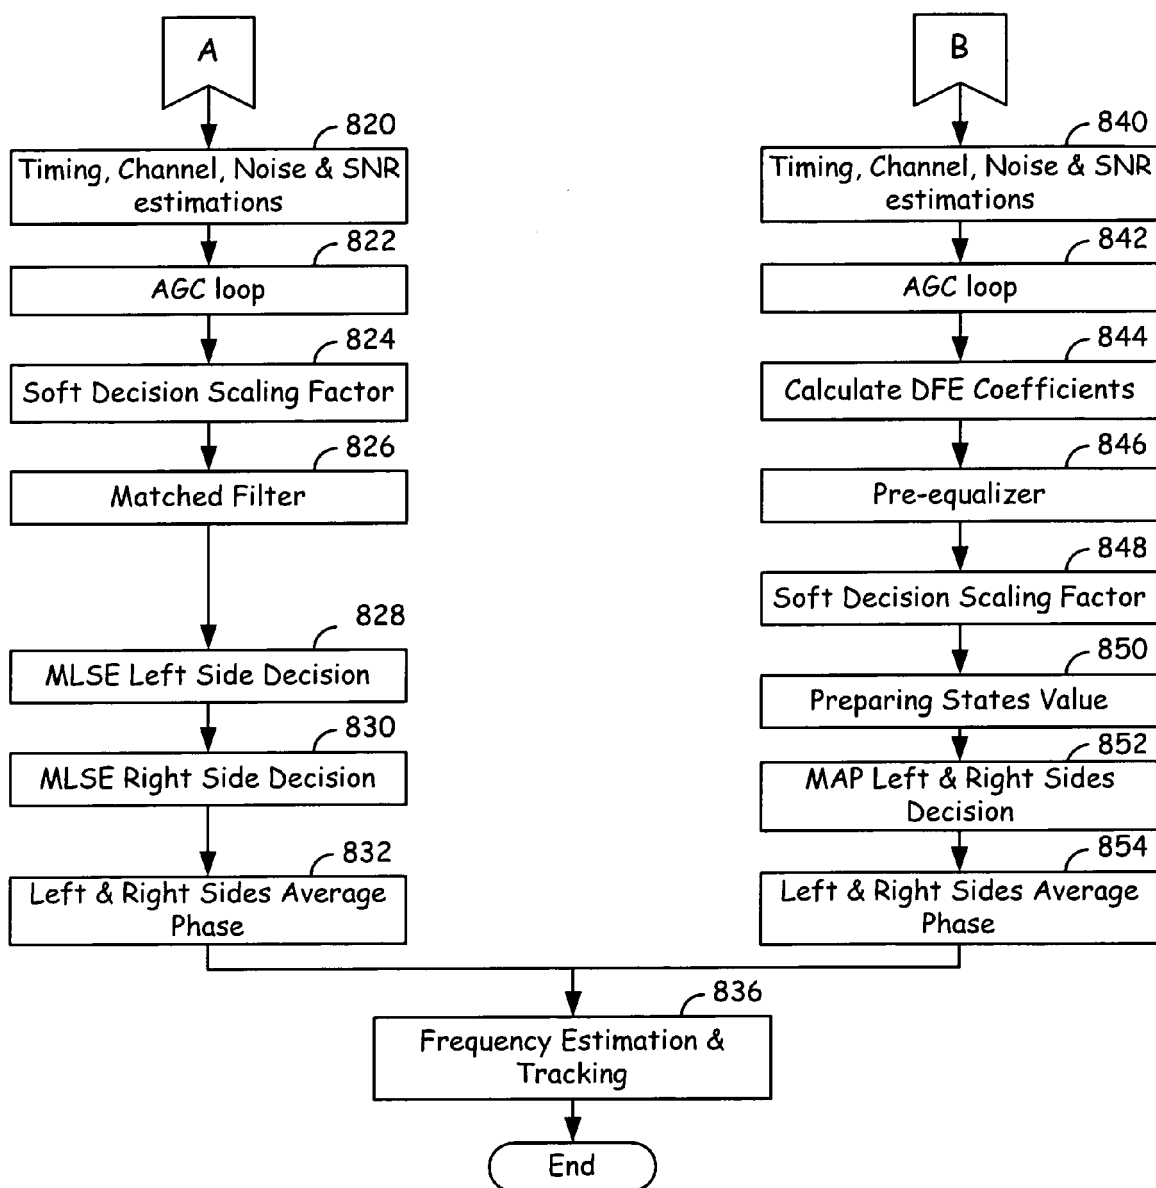 A
820
Timing, Channel, Noise & SNR
estimations
822
AGC loop
824
Soft Decision Scaling Factor
826
Matched Filter
828
MLSE Left Side Decision
830
MLSE Right Side Decision
832
Left & Right Sides Average
Phase
B
840
Timing, Channel, Noise & SNR
estimations
842
AGC loop
844
Calculate DFE Coefficients
846
Pre-equalizer
848
Soft Decision Scaling Factor
850
Preparing States Value
852
MAP Left & Right Sides
Decision
854
Left & Right Sides Average
Phase
836
Frequency Estimation &
Tracking
End